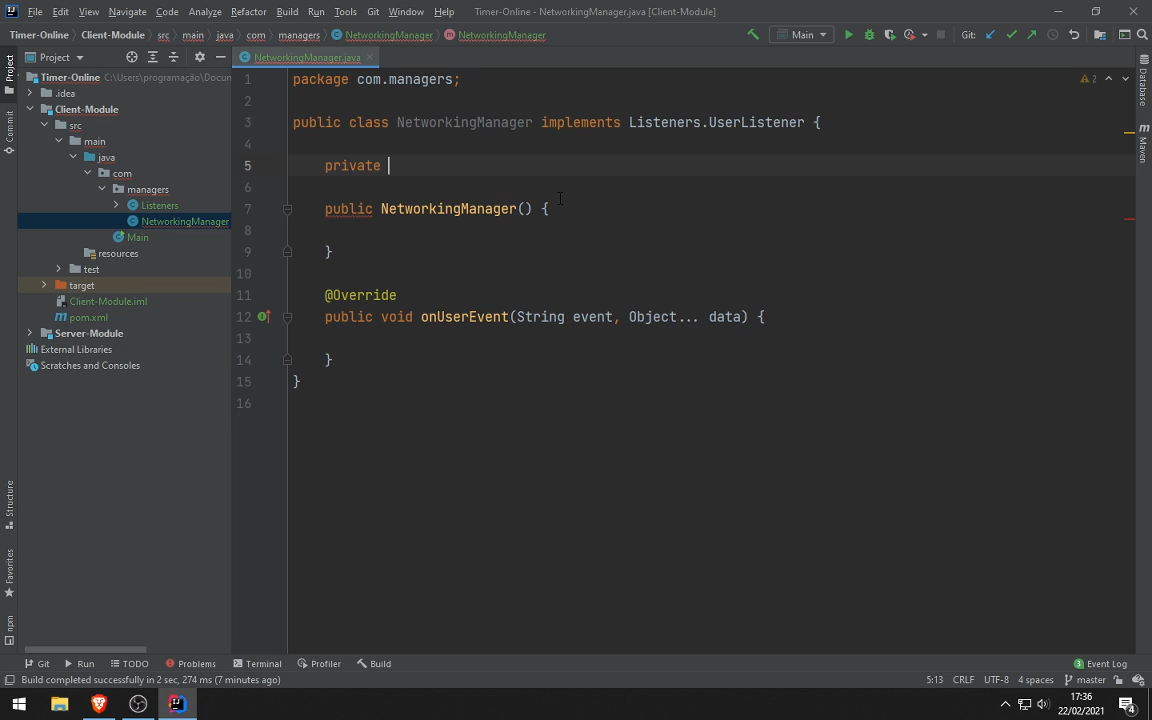 File Edit View Navigate Code Analyze Refactor Build Run Tools Git Window Help Timer-Online - NetworkingManager.java [Client-Module]
Timer-Online Client-Module src main java com managers NetworkingManager NetworkingManager Main Git:
Project NetworkingManager.java
Timer-Online C:\Users\programação\Docun
.idea
Client-Module
src
main
java
com
managers
Listeners
NetworkingManager
Main
resources
test
target
Client-Module.iml
pom.xml
Server-Module
External Libraries
Scratches and Consoles
Project
Commit
Structure
Favorites
npm
1 package com.managers;
2
3 public class NetworkingManager implements Listeners.UserListener {
4
5 private
6
7 public NetworkingManager() {
8
9 }
10
11 @Override
12 public void onUserEvent(String event, Object... data) {
13
14 }
15 }
16
2
Database
Maven
Git Run TODO Problems Terminal Profiler Build 3 Event Log
Build completed successfully in 2 sec, 274 ms (7 minutes ago) 5:13 CRLF UTF-8 4 spaces master
17:36
22/02/2021
4